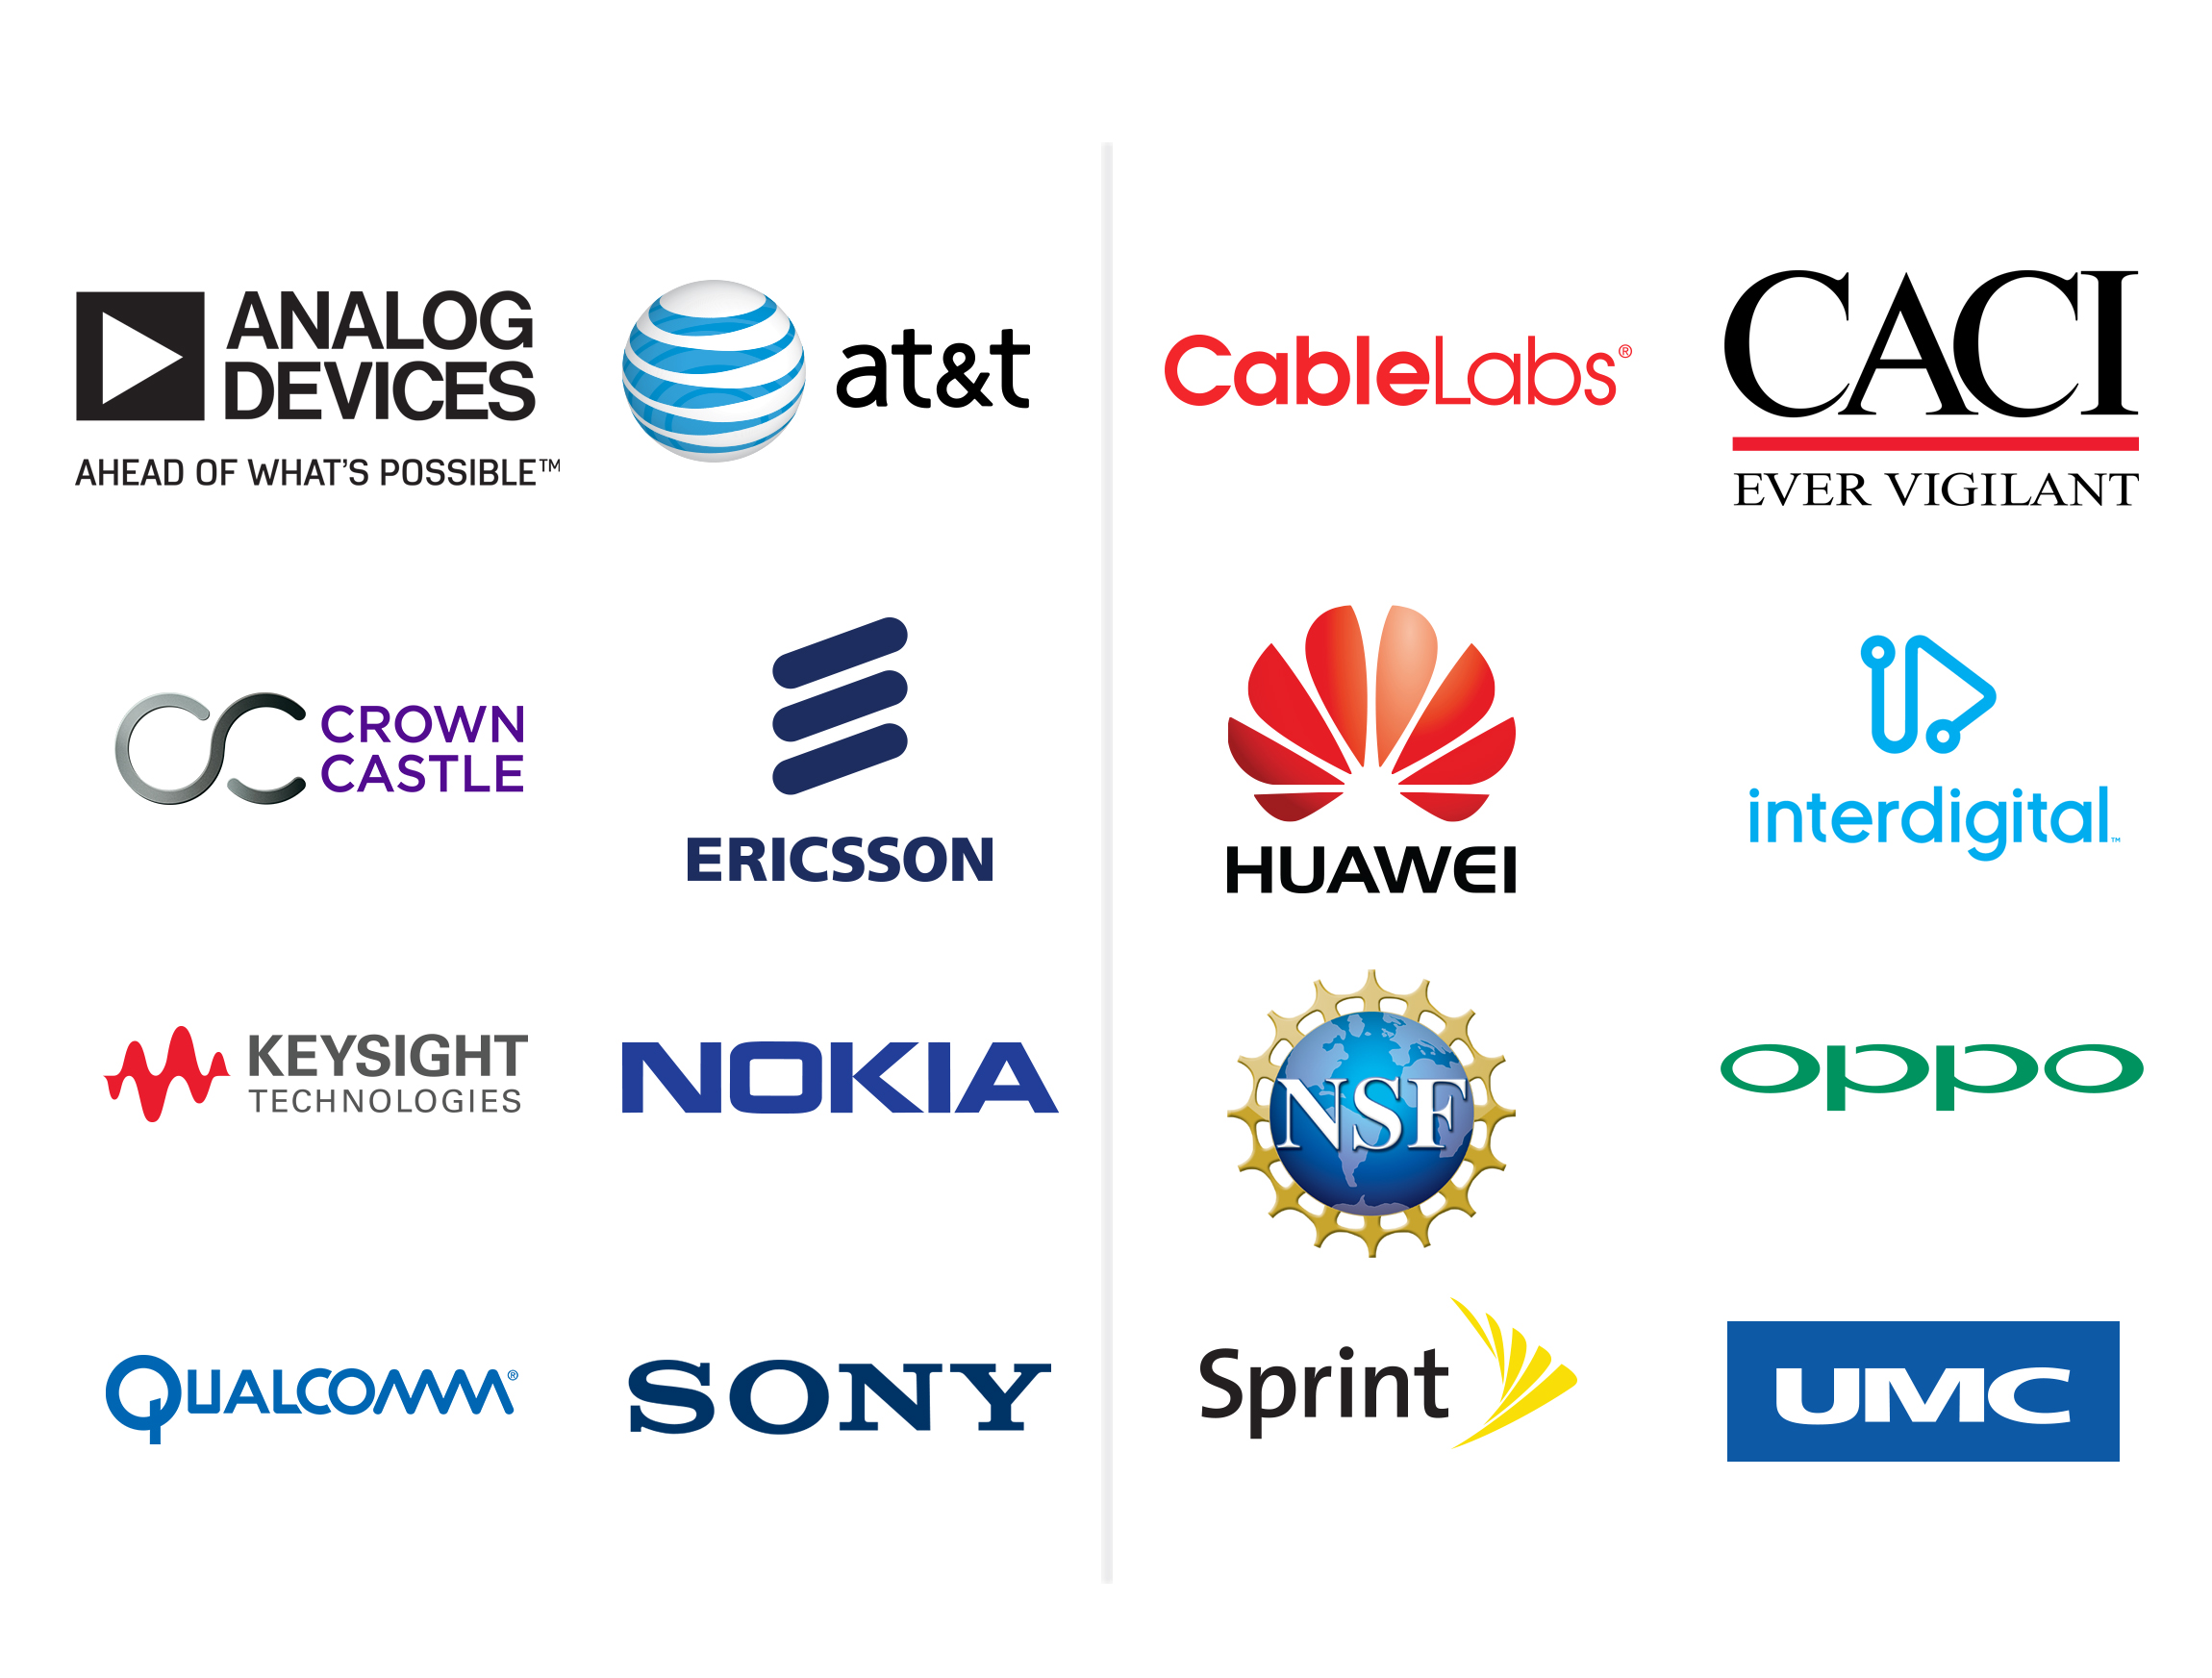 ANALOG
DEVICES
AHEAD OF WHAT'S POSSIBLE™
at&t
CableLabs®
CACI
EVER VIGILANT
CROWN
CASTLE
ERICSSON
HUAWEI
interdigital™
KEYSIGHT
TECHNOLOGIES
NOKIA
NSF
oppo
QUALCOMM®
SONY
Sprint
UMC